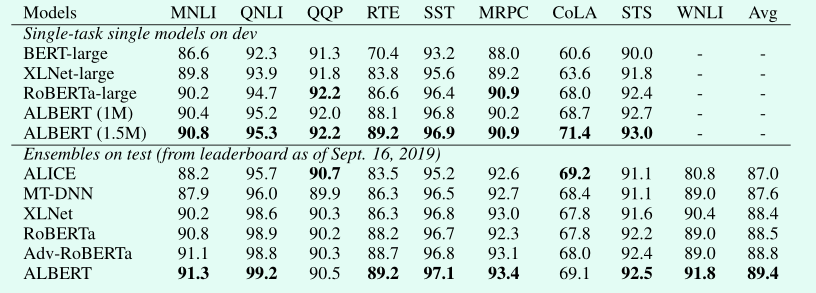 Models MNLI QNLI QQP RTE SST MRPC CoLA STS WNLI Avg
Single-task single models on dev
BERT-large 86.6 92.3 91.3 70.4 93.2 88.0 60.6 90.0 - -
XLNet-large 89.8 93.9 91.8 83.8 95.6 89.2 63.6 91.8 - -
RoBERTa-large 90.2 94.7 92.2 86.6 96.4 90.9 68.0 92.4 - -
ALBERT (1M) 90.4 95.2 92.0 88.1 96.8 90.2 68.7 92.7 - -
ALBERT (1.5M) 90.8 95.3 92.2 89.2 96.9 90.9 71.4 93.0 - -
Ensembles on test (from leaderboard as of Sept. 16, 2019)
ALICE 88.2 95.7 90.7 83.5 95.2 92.6 69.2 91.1 80.8 87.0
MT-DNN 87.9 96.0 89.9 86.3 96.5 92.7 68.4 91.1 89.0 87.6
XLNet 90.2 98.6 90.3 86.3 96.8 93.0 67.8 91.6 90.4 88.4
RoBERTa 90.8 98.9 90.2 88.2 96.7 92.3 67.8 92.2 89.0 88.5
Adv-RoBERTa 91.1 98.8 90.3 88.7 96.8 93.1 68.0 92.4 89.0 88.8
ALBERT 91.3 99.2 90.5 89.2 97.1 93.4 69.1 92.5 91.8 89.4